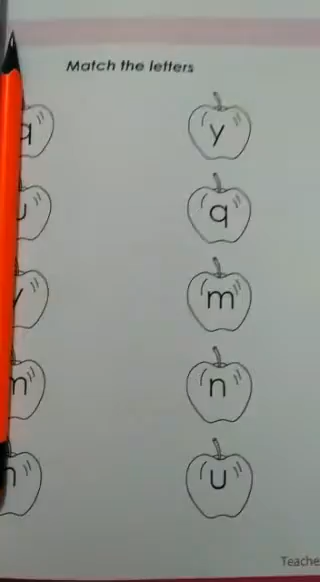 Match the letters
q y
u q
y m
m n
n u
Teache